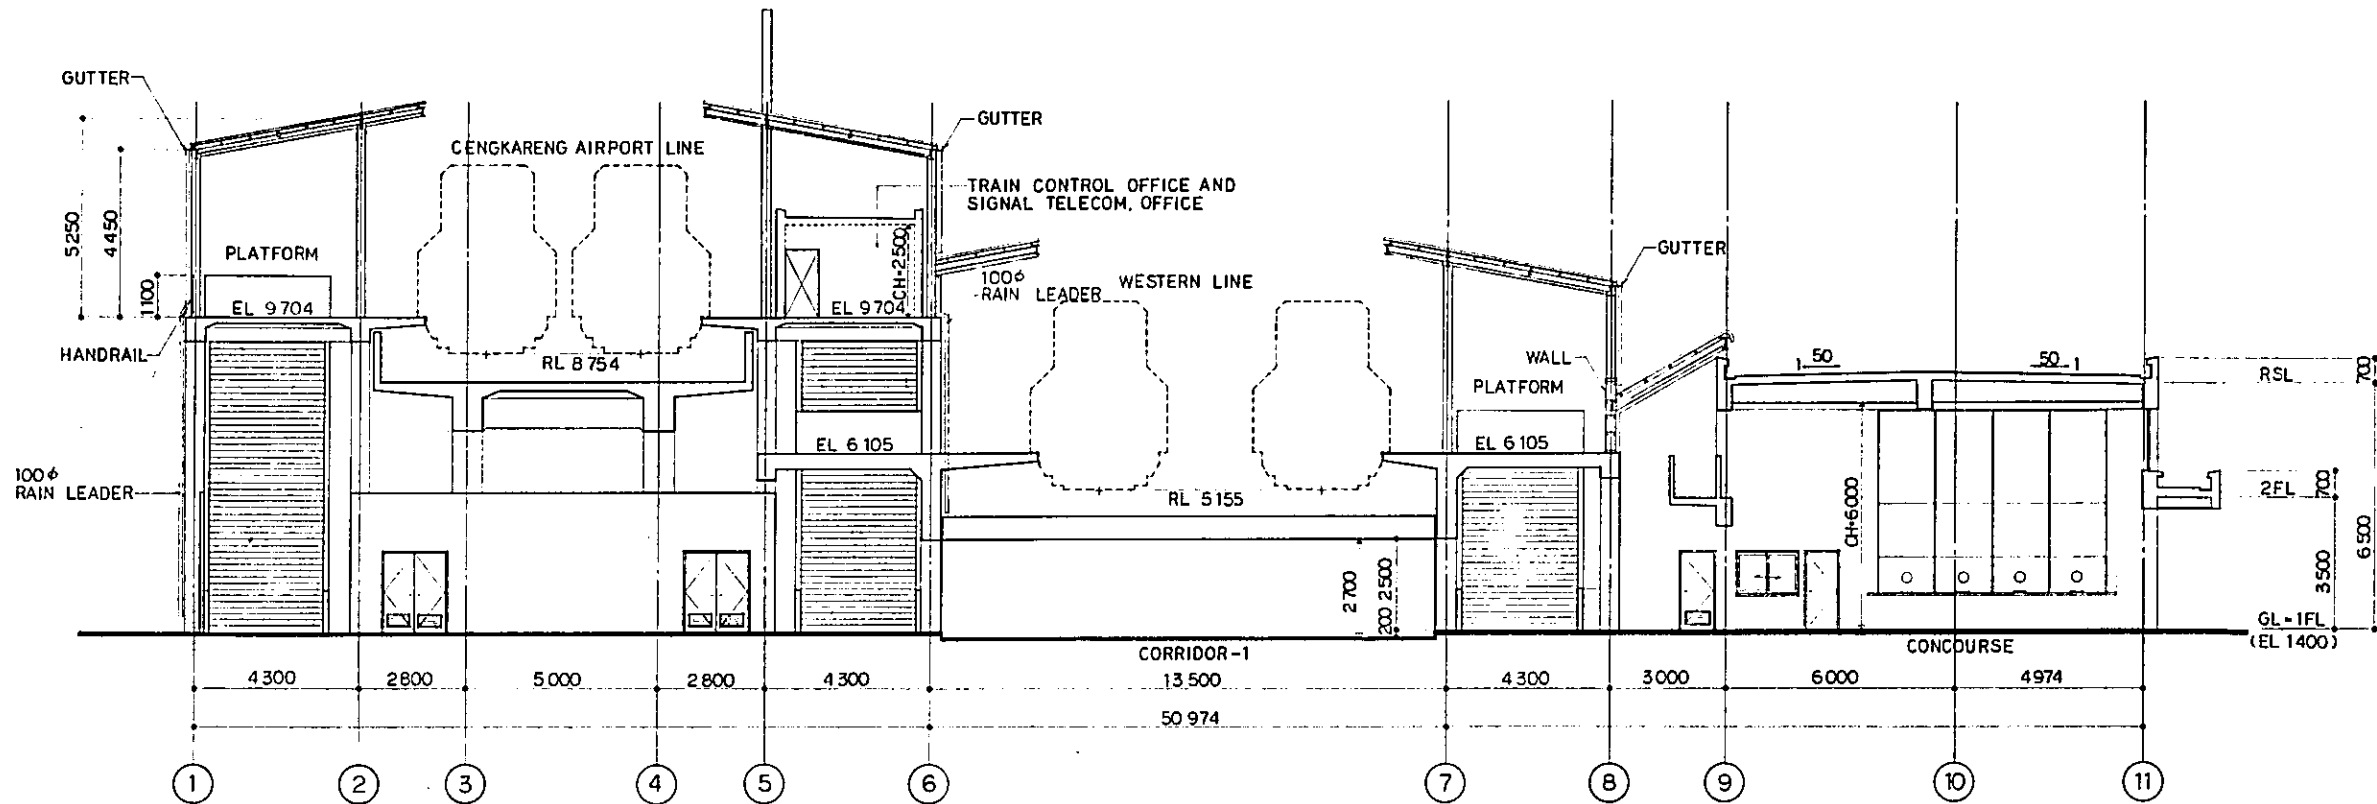 GUTTER
GUTTER
CENGKARENG AIRPORT LINE
TRAIN CONTROL OFFICE AND
SIGNAL TELECOM. OFFICE
5250
4450
PLATFORM
CH=2500
GUTTER
1100
100φ
RAIN LEADER
WESTERN LINE
EL 9704
EL 9704
HANDRAIL
RL 8754
WALL
PLATFORM
50
1
50
1
RSL
700
EL 6105
EL 6105
100φ
RAIN LEADER
RL 5155
CH=6000
2FL
700
6500
3500
2700
2500
200
GL=1FL
(EL 1400)
CORRIDOR-1
CONCOURSE
4300
2800
5000
2800
4300
13500
4300
3000
6000
4974
50974
1
2
3
4
5
6
7
8
9
10
11